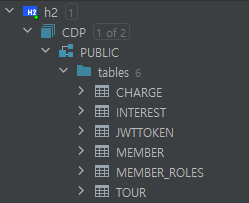 H2 h2 1
CDP 1 of 2
PUBLIC
tables 6
CHARGE
INTEREST
JWTTOKEN
MEMBER
MEMBER_ROLES
TOUR